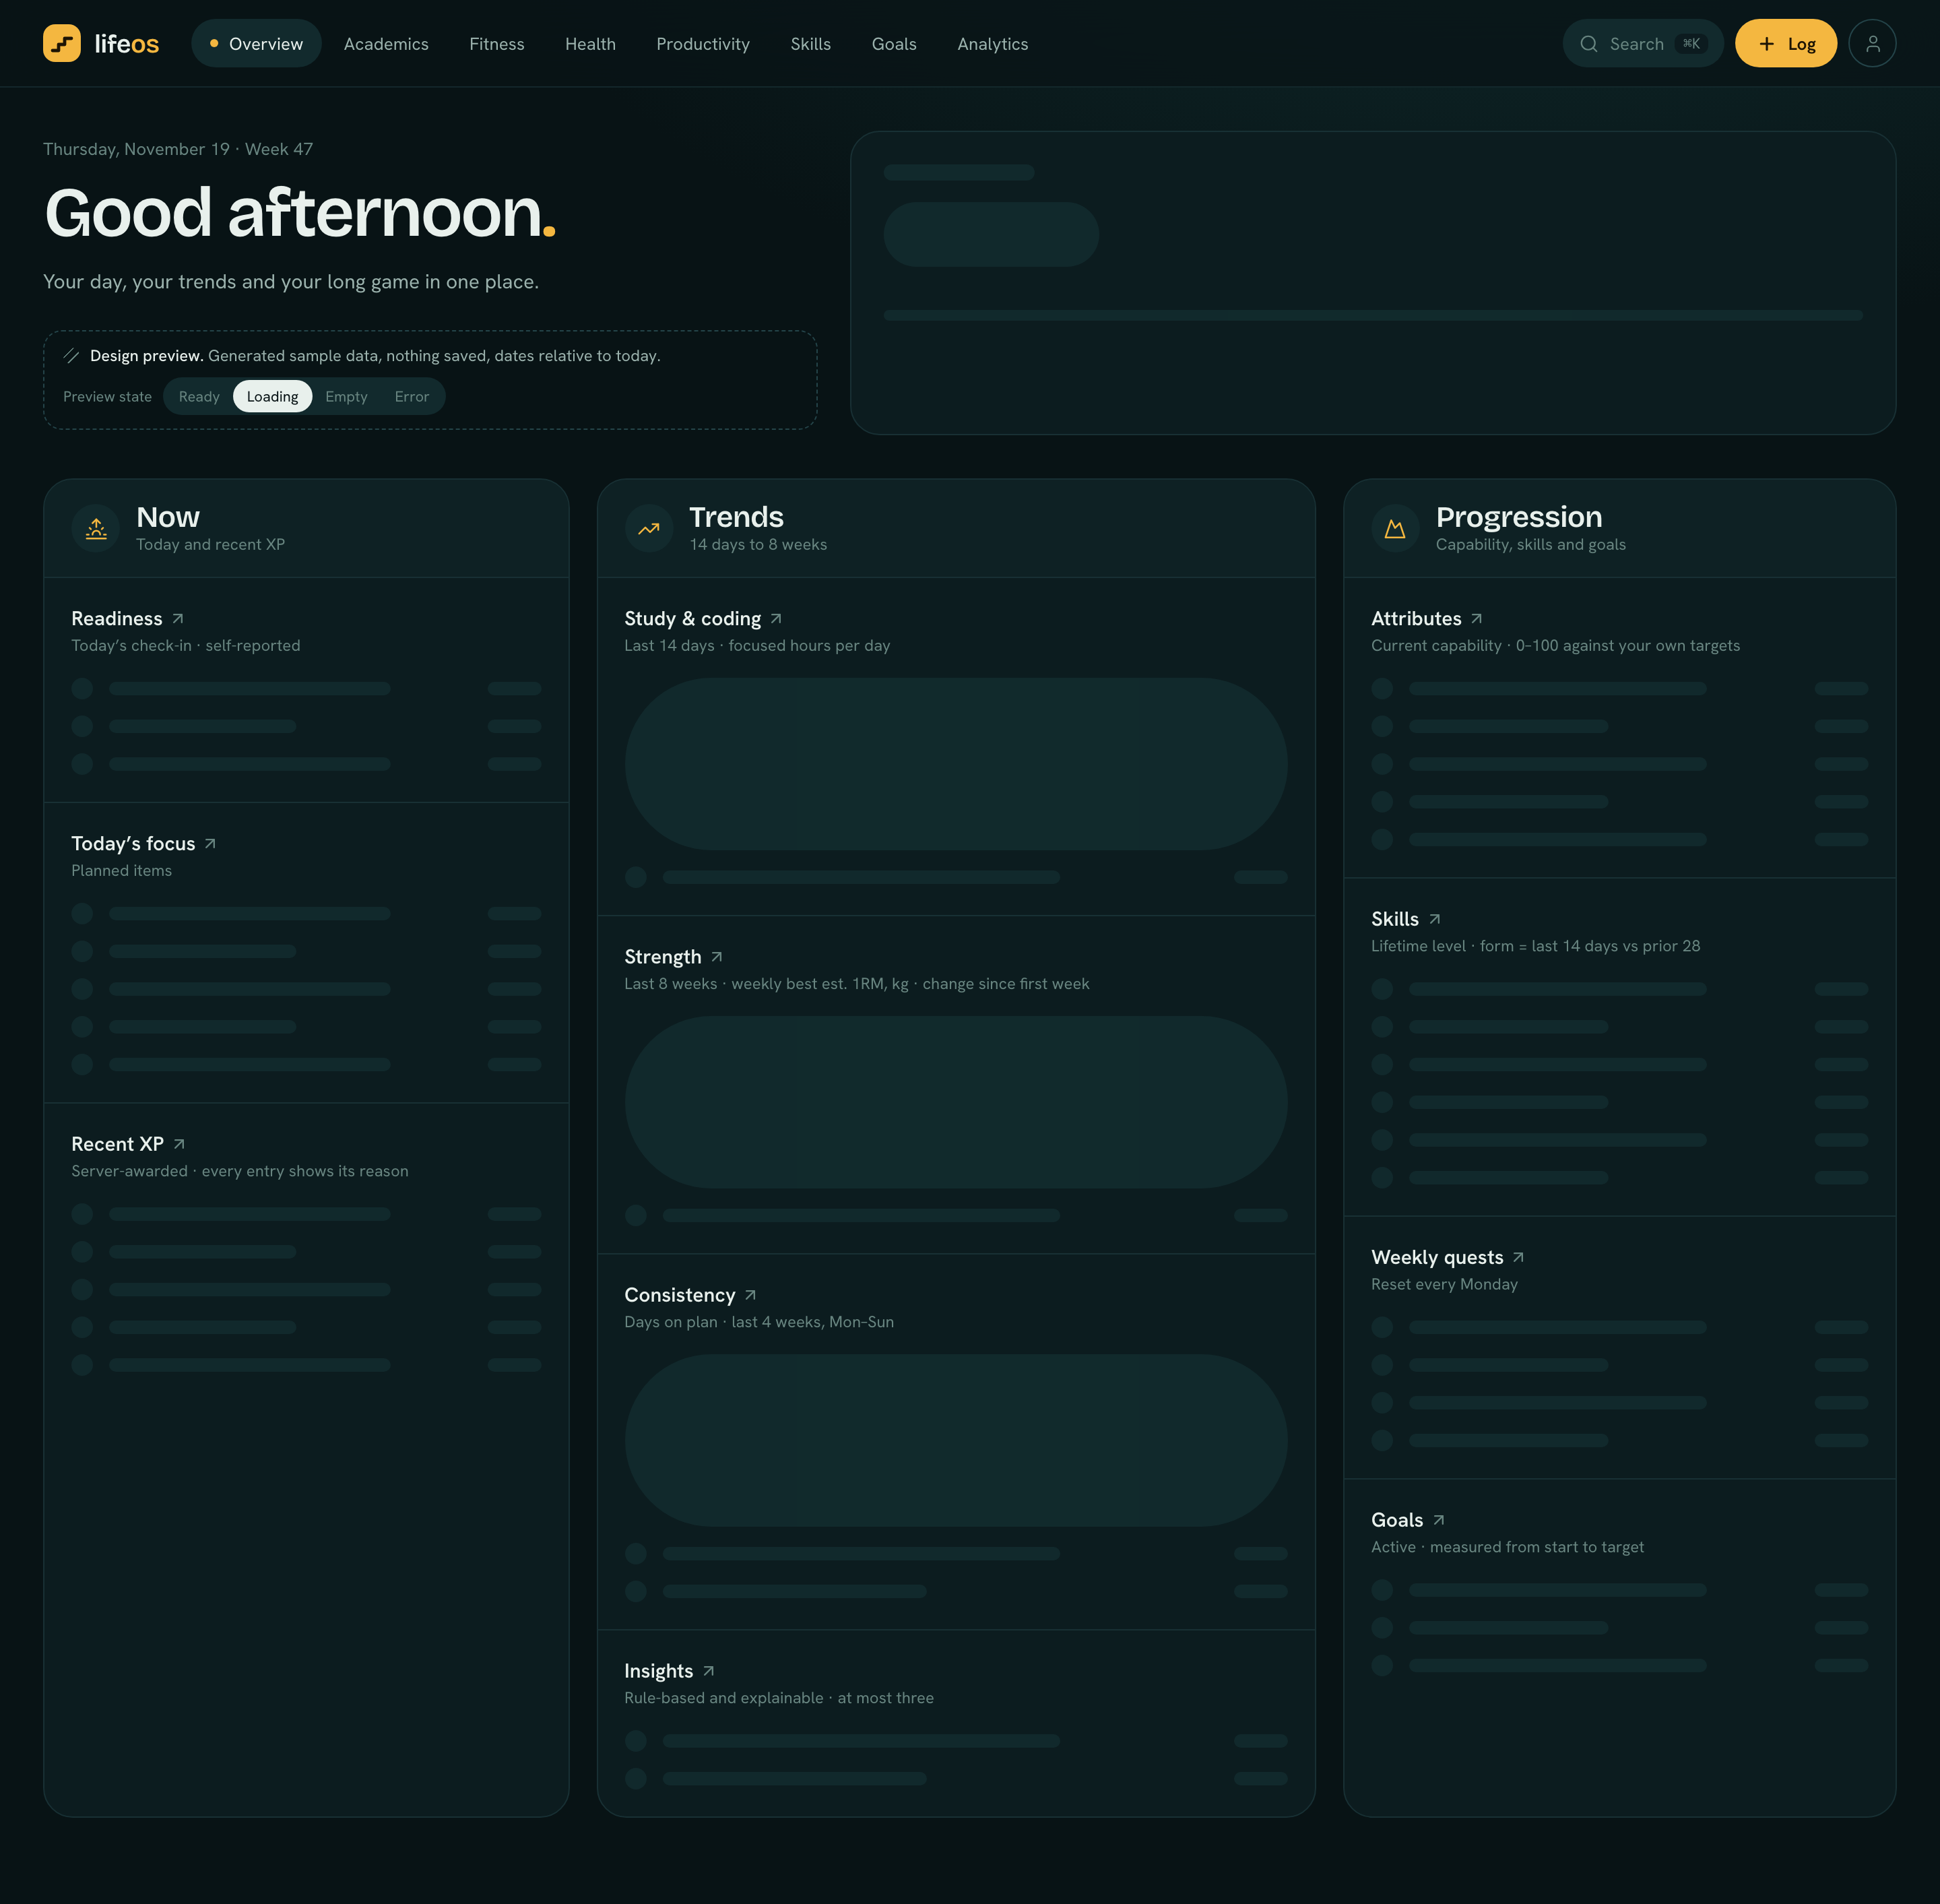 lifeos
Overview
Academics
Fitness
Health
Productivity
Skills
Goals
Analytics
Search ⌘K
Log
Thursday, November 19 · Week 47
Good afternoon.
Your day, your trends and your long game in one place.
Design preview. Generated sample data, nothing saved, dates relative to today.
Preview state
Ready
Loading
Empty
Error
Now
Today and recent XP
Readiness
Today’s check-in · self-reported
Today’s focus
Planned items
Recent XP
Server-awarded · every entry shows its reason
Trends
14 days to 8 weeks
Study & coding
Last 14 days · focused hours per day
Strength
Last 8 weeks · weekly best est. 1RM, kg · change since first week
Consistency
Days on plan · last 4 weeks, Mon–Sun
Insights
Rule-based and explainable · at most three
Progression
Capability, skills and goals
Attributes
Current capability · 0–100 against your own targets
Skills
Lifetime level · form = last 14 days vs prior 28
Weekly quests
Reset every Monday
Goals
Active · measured from start to target